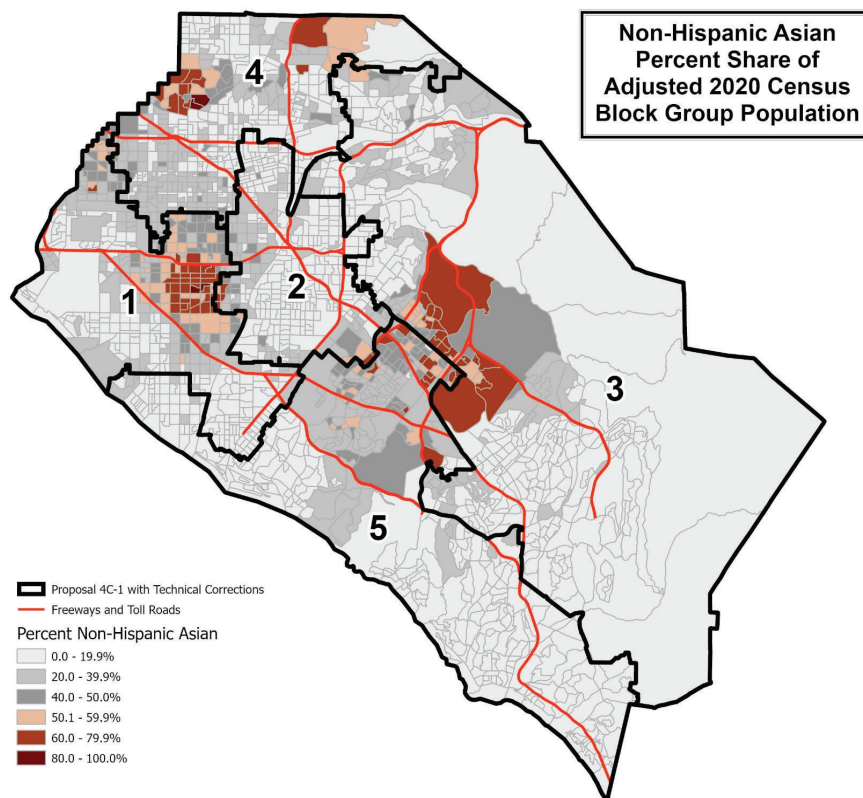 Non-Hispanic Asian
Percent Share of
Adjusted 2020 Census
Block Group Population
4
1
2
3
5
Proposal 4C-1 with Technical Corrections
Freeways and Toll Roads
Percent Non-Hispanic Asian
0.0 - 19.9%
20.0 - 39.9%
40.0 - 50.0%
50.1 - 59.9%
60.0 - 79.9%
80.0 - 100.0%